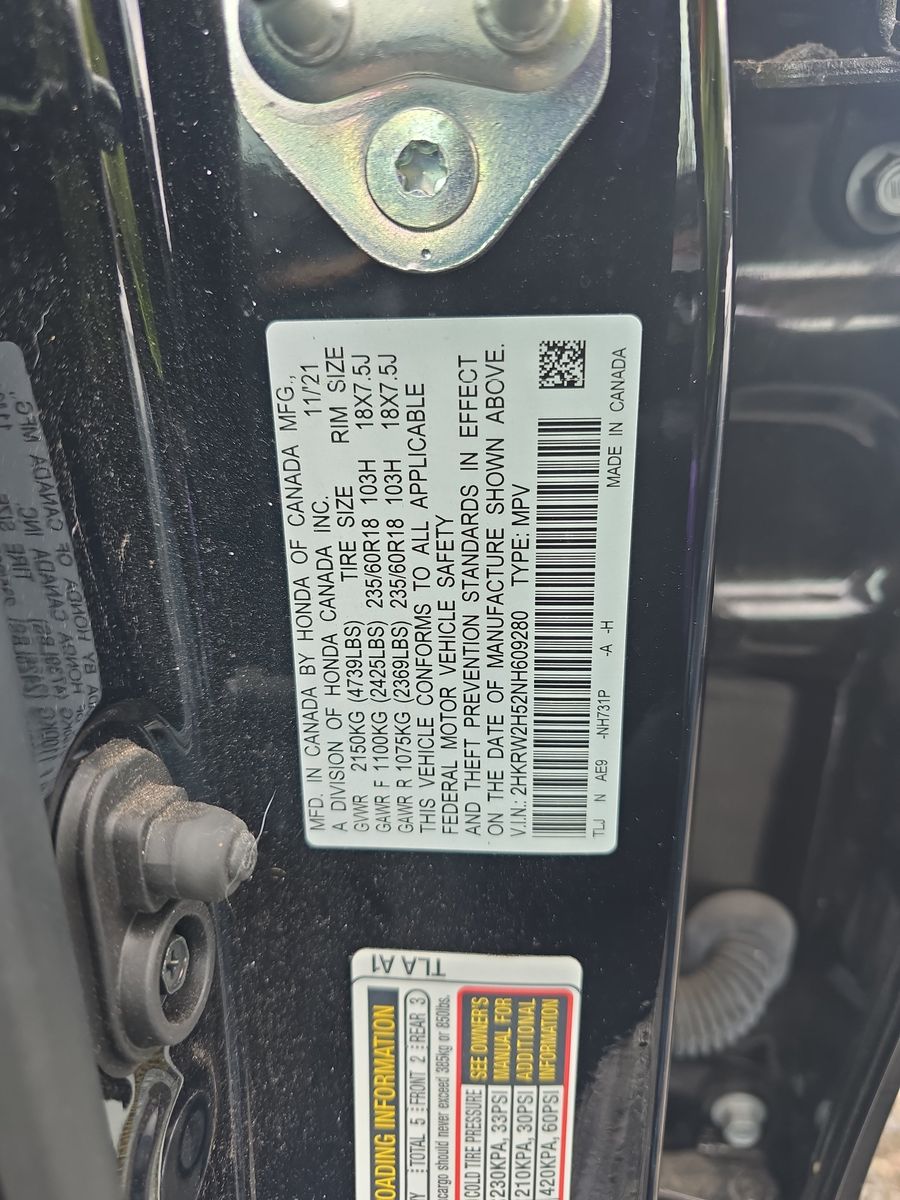 MFD. IN CANADA BY HONDA OF CANADA MFG.,
A DIVISION OF HONDA CANADA INC. 11/21
GVWR 2150KG (4739LBS) TIRE SIZE RIM SIZE
GAWR F 1100KG (2425LBS) 235/60R18 103H 18X7.5J
GAWR R 1075KG (2369LBS) 235/60R18 103H 18X7.5J
THIS VEHICLE CONFORMS TO ALL APPLICABLE
FEDERAL MOTOR VEHICLE SAFETY
AND THEFT PREVENTION STANDARDS IN EFFECT
ON THE DATE OF MANUFACTURE SHOWN ABOVE.
V.I.N.: 2HKRW2H52NH609280 TYPE: MPV
TLJ N AE9 -NH731P -A -H MADE IN CANADA
TLA A1
LOADING INFORMATION
TOTAL 5 FRONT 2 REAR 3
cargo should never exceed 385kg or 850lbs.
COLD TIRE PRESSURE
230KPA, 33PSI
210KPA, 30PSI
420KPA, 60PSI
SEE OWNER'S
MANUAL FOR
ADDITIONAL
INFORMATION